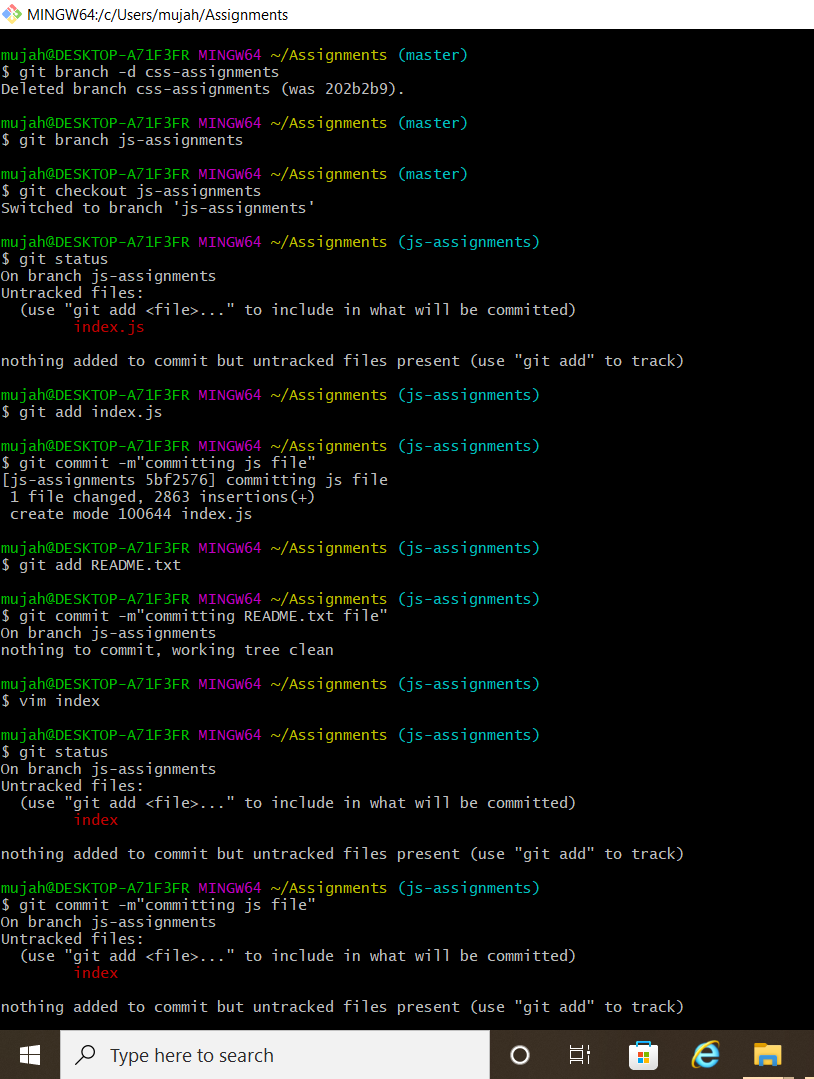 MINGW64:/c/Users/mujah/Assignments
mujah@DESKTOP-A71F3FR MINGW64 ~/Assignments (master)
$ git branch -d css-assignments
Deleted branch css-assignments (was 202b2b9).
mujah@DESKTOP-A71F3FR MINGW64 ~/Assignments (master)
$ git branch js-assignments
mujah@DESKTOP-A71F3FR MINGW64 ~/Assignments (master)
$ git checkout js-assignments
Switched to branch 'js-assignments'
mujah@DESKTOP-A71F3FR MINGW64 ~/Assignments (js-assignments)
$ git status
On branch js-assignments
Untracked files:
  (use "git add <file>..." to include in what will be committed)
        index.js
nothing added to commit but untracked files present (use "git add" to track)
mujah@DESKTOP-A71F3FR MINGW64 ~/Assignments (js-assignments)
$ git add index.js
mujah@DESKTOP-A71F3FR MINGW64 ~/Assignments (js-assignments)
$ git commit -m"committing js file"
[js-assignments 5bf2576] committing js file
 1 file changed, 2863 insertions(+)
 create mode 100644 index.js
mujah@DESKTOP-A71F3FR MINGW64 ~/Assignments (js-assignments)
$ git add README.txt
mujah@DESKTOP-A71F3FR MINGW64 ~/Assignments (js-assignments)
$ git commit -m"committing README.txt file"
On branch js-assignments
nothing to commit, working tree clean
mujah@DESKTOP-A71F3FR MINGW64 ~/Assignments (js-assignments)
$ vim index
mujah@DESKTOP-A71F3FR MINGW64 ~/Assignments (js-assignments)
$ git status
On branch js-assignments
Untracked files:
  (use "git add <file>..." to include in what will be committed)
        index
nothing added to commit but untracked files present (use "git add" to track)
mujah@DESKTOP-A71F3FR MINGW64 ~/Assignments (js-assignments)
$ git commit -m"committing js file"
On branch js-assignments
Untracked files:
  (use "git add <file>..." to include in what will be committed)
        index
nothing added to commit but untracked files present (use "git add" to track)
Type here to search